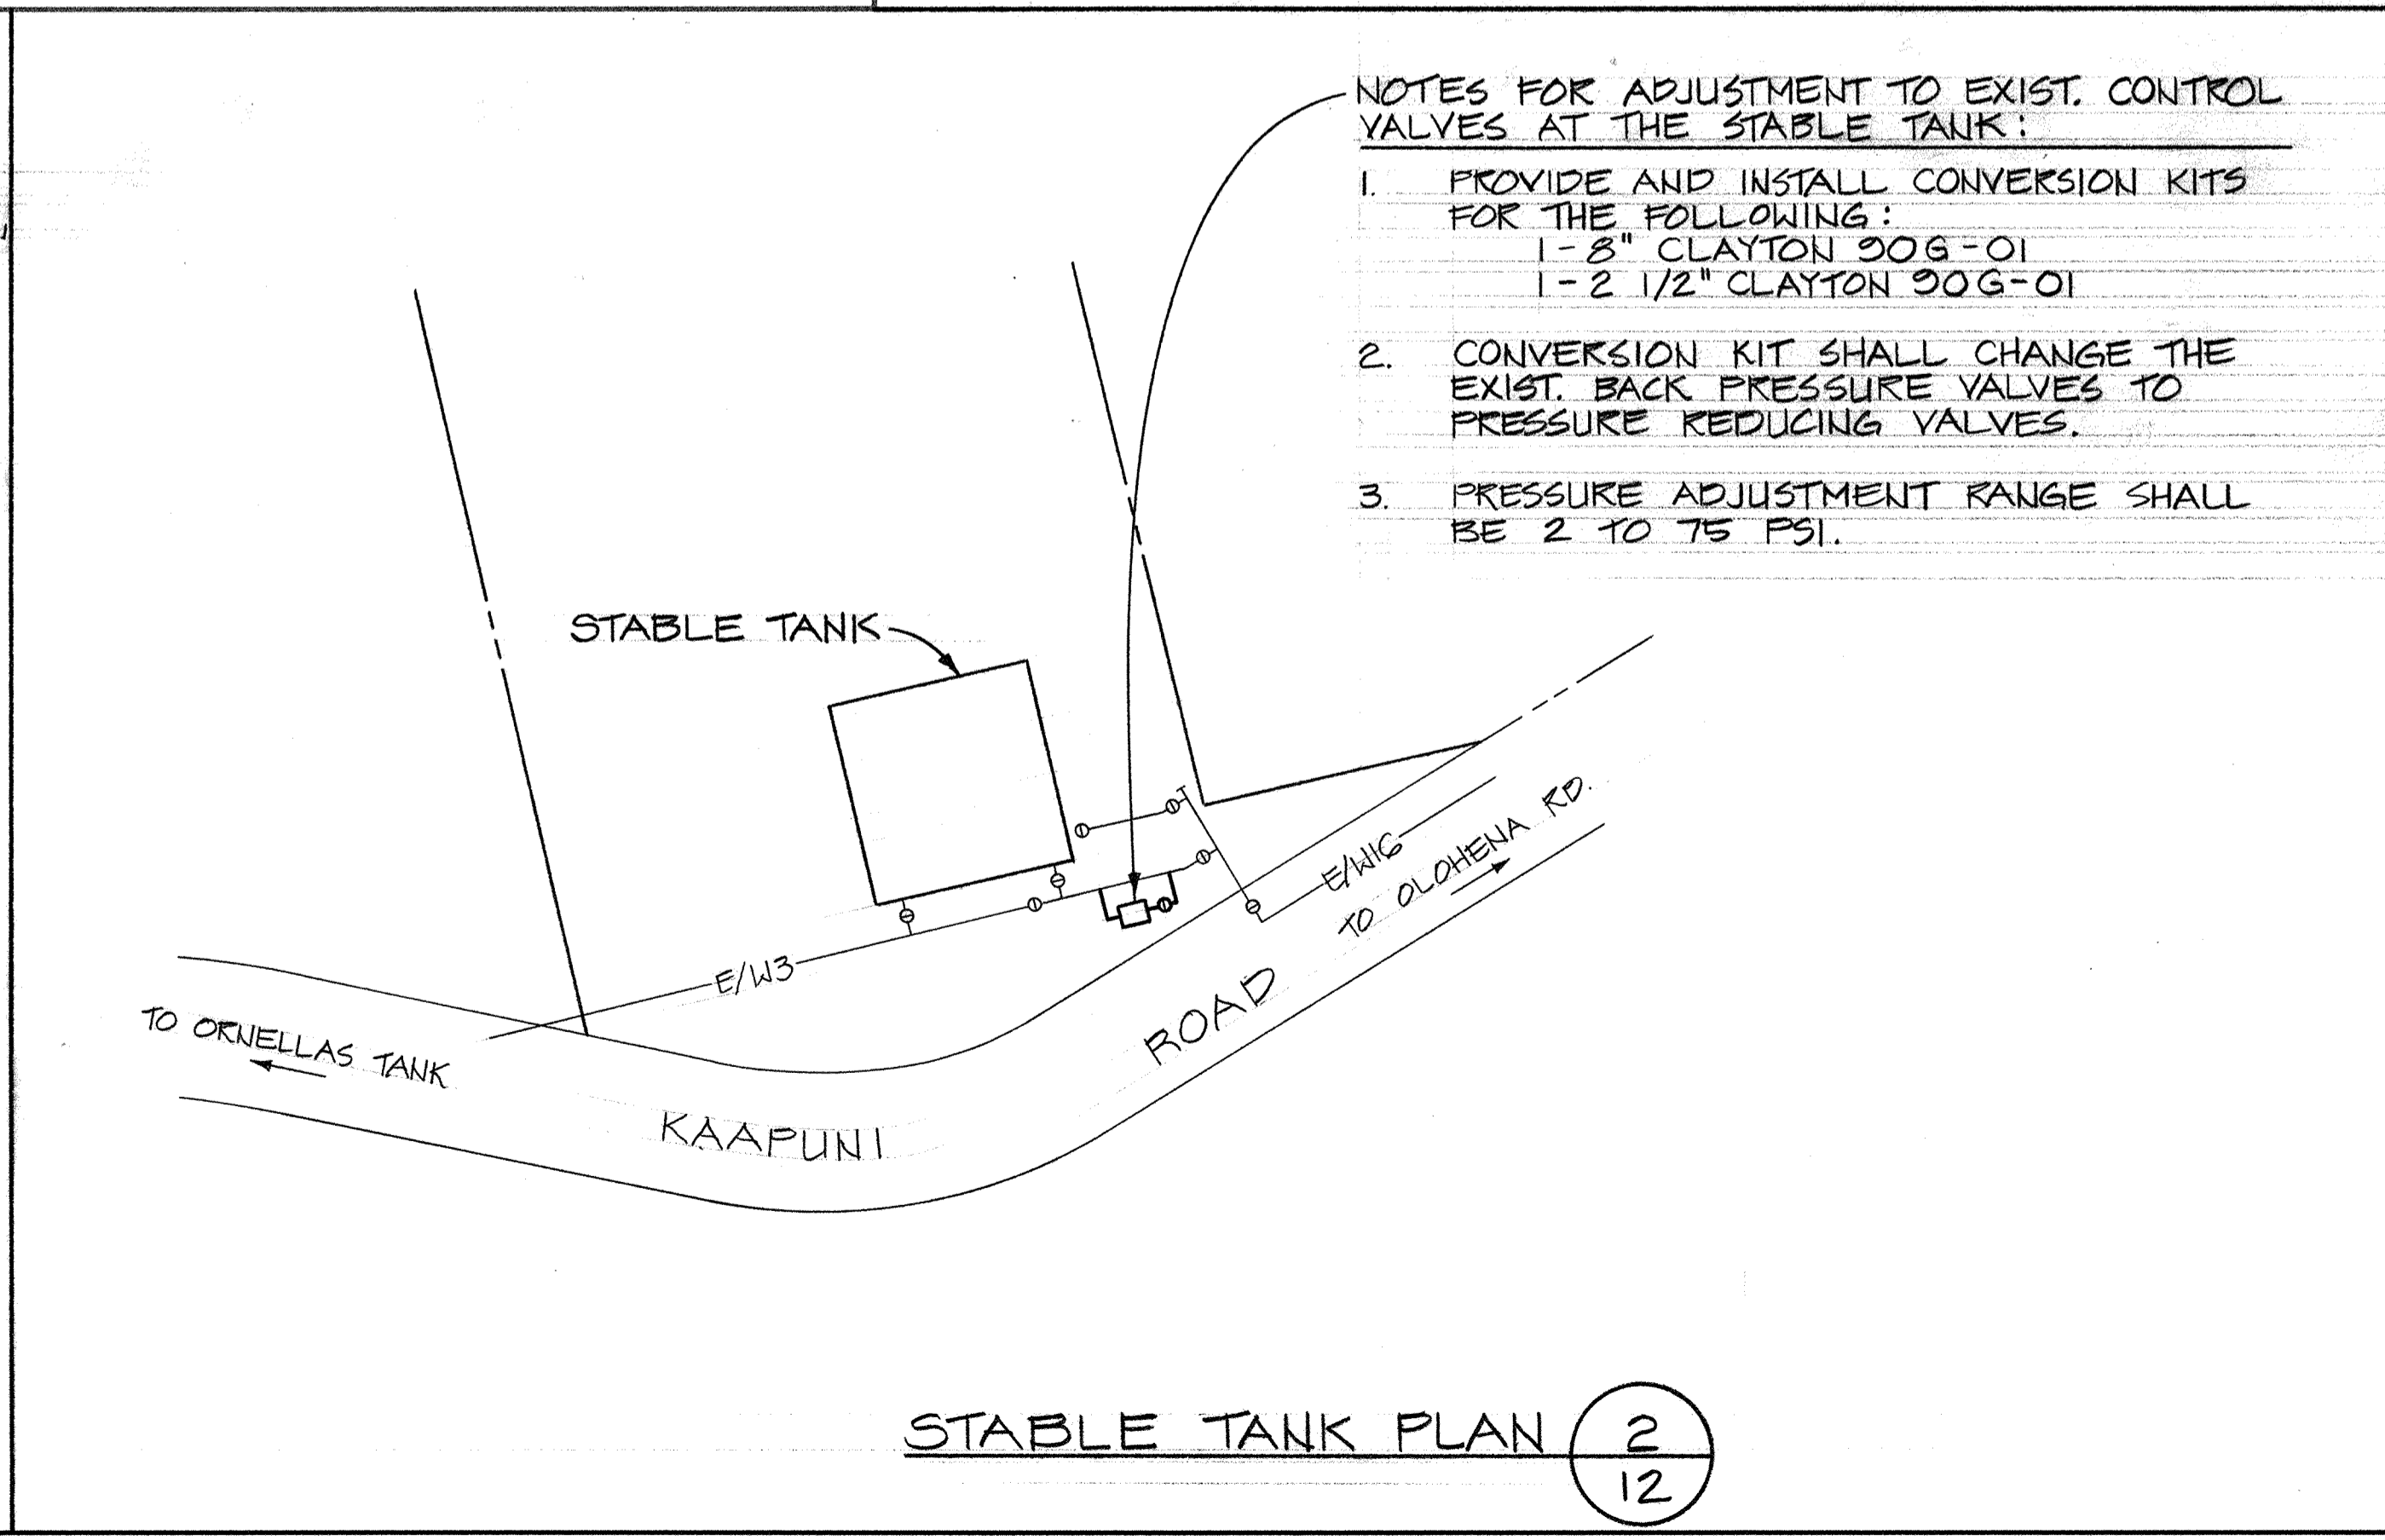 NOTES FOR ADJUSTMENT TO EXIST. CONTROL
VALVES AT THE STABLE TANK:
1. PROVIDE AND INSTALL CONVERSION KITS
FOR THE FOLLOWING:
1-8" CLAYTON 90G-01
1-2 1/2" CLAYTON 90G-01
2. CONVERSION KIT SHALL CHANGE THE
EXIST. BACK PRESSURE VALVES TO
PRESSURE REDUCING VALVES.
3. PRESSURE ADJUSTMENT RANGE SHALL
BE 2 TO 75 PSI.
STABLE TANK
E/W16
TO OLOHENA RD.
E/W3
ROAD
TO ORNELLAS TANK
KAAPUNI
STABLE TANK PLAN
2
12